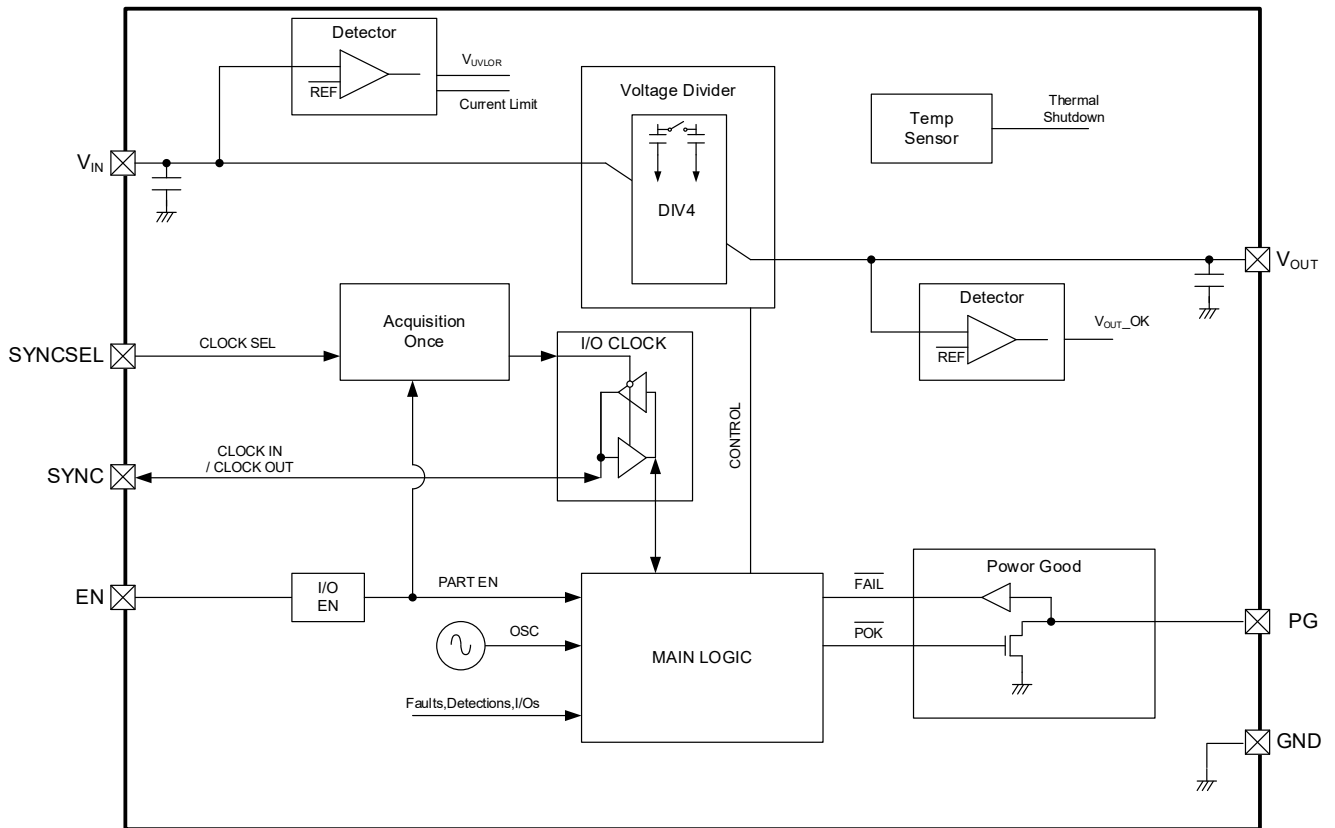 Detector
VUVLOR
REF
Current Limit
Voltage Divider
DIV4
Temp
Sensor
Thermal
Shutdown
VIN
VOUT
Detector
VOUT_OK
REF
SYNCSEL
CLOCK SEL
Acquisition
Once
I/O CLOCK
CONTROL
SYNC
CLOCK IN
/ CLOCK OUT
EN
I/O
EN
PART EN
OSC
Faults,Detections,I/Os
MAIN LOGIC
FAIL
POK
Powor Good
PG
GND